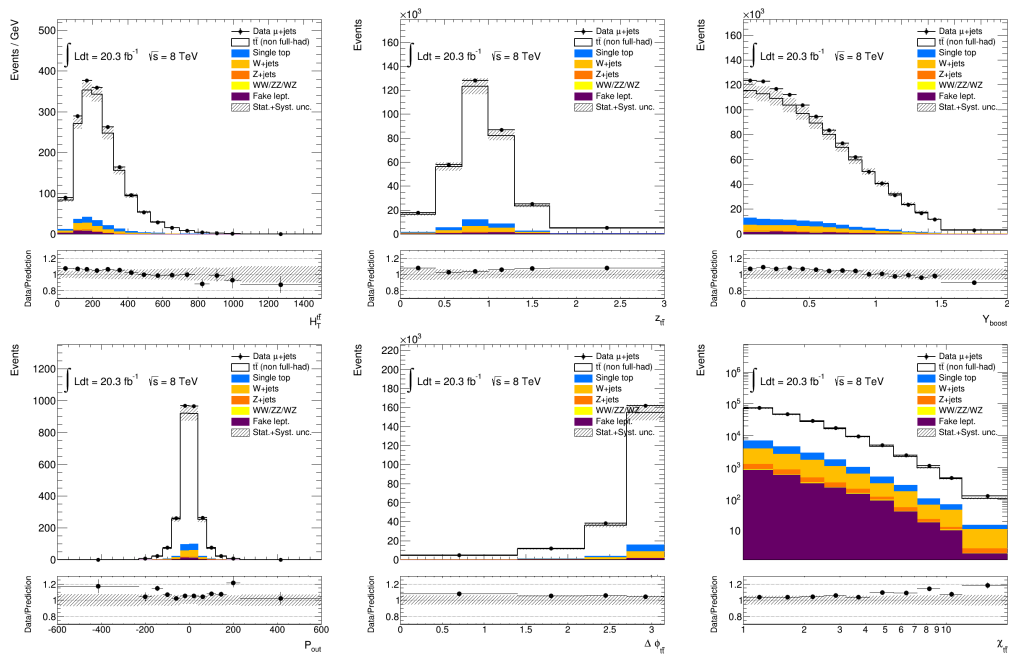 Events / GeV
500
400
300
200
100
0
∫ Ldt = 20.3 fb⁻¹ √s = 8 TeV
Data μ+jets
tt̄ (non full-had)
Single top
W+jets
Z+jets
WW/ZZ/WZ
Fake lept.
Stat.+Syst. unc.
Data/Prediction
1.2
1
0.8
0 200 400 600 800 1000 1200 1400
H_T^{tt̄}
Events
×10³
160
140
120
100
80
60
40
20
0
∫ Ldt = 20.3 fb⁻¹ √s = 8 TeV
Data μ+jets
tt̄ (non full-had)
Single top
W+jets
Z+jets
WW/ZZ/WZ
Fake lept.
Stat.+Syst. unc.
Data/Prediction
1.2
1
0.8
0 0.5 1 1.5 2 2.5 3
z_{tt̄}
Events
×10³
160
140
120
100
80
60
40
20
0
∫ Ldt = 20.3 fb⁻¹ √s = 8 TeV
Data μ+jets
tt̄ (non full-had)
Single top
W+jets
Z+jets
WW/ZZ/WZ
Fake lept.
Stat.+Syst. unc.
Data/Prediction
1.2
1
0.8
0 0.5 1 1.5 2
Y_boost
Events / GeV
1200
1000
800
600
400
200
0
∫ Ldt = 20.3 fb⁻¹ √s = 8 TeV
Data μ+jets
tt̄ (non full-had)
Single top
W+jets
Z+jets
WW/ZZ/WZ
Fake lept.
Stat.+Syst. unc.
Data/Prediction
1.2
1
0.8
-600 -400 -200 0 200 400 600
P_out
Events
×10³
220
200
180
160
140
120
100
80
60
40
20
0
∫ Ldt = 20.3 fb⁻¹ √s = 8 TeV
Data μ+jets
tt̄ (non full-had)
Single top
W+jets
Z+jets
WW/ZZ/WZ
Fake lept.
Stat.+Syst. unc.
Data/Prediction
1.2
1
0.8
0 0.5 1 1.5 2 2.5 3
Δ ϕ_{tt̄}
Events
10⁶
10⁵
10⁴
10³
10²
10
∫ Ldt = 20.3 fb⁻¹ √s = 8 TeV
Data μ+jets
tt̄ (non full-had)
Single top
W+jets
Z+jets
WW/ZZ/WZ
Fake lept.
Stat.+Syst. unc.
Data/Prediction
1.2
1
0.8
1 2 3 4 5 6 7 8 9 10
χ_{tt̄}